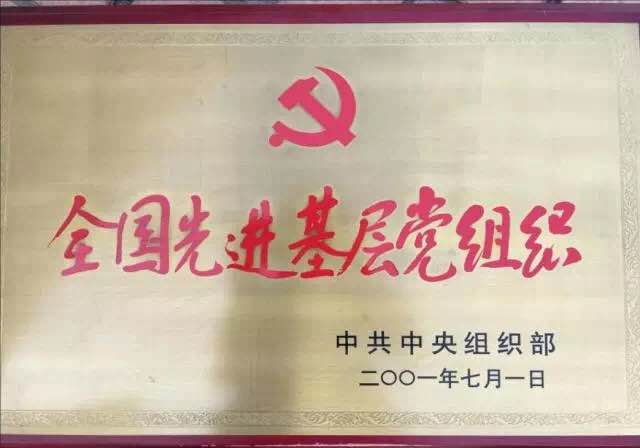 全国先进基层党组织
中共中央组织部
二〇〇一年七月一日